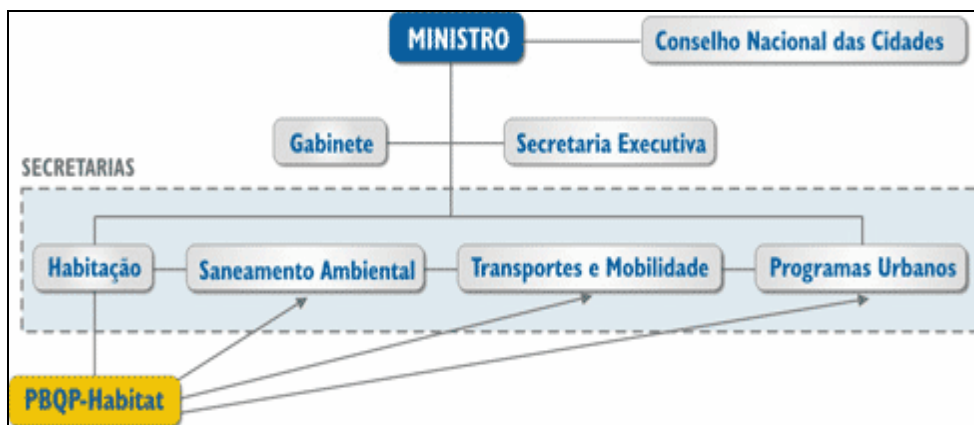 MINISTRO
Conselho Nacional das Cidades
Gabinete
Secretaria Executiva
SECRETARIAS
Habitação
Saneamento Ambiental
Transportes e Mobilidade
Programas Urbanos
PBQP-Habitat